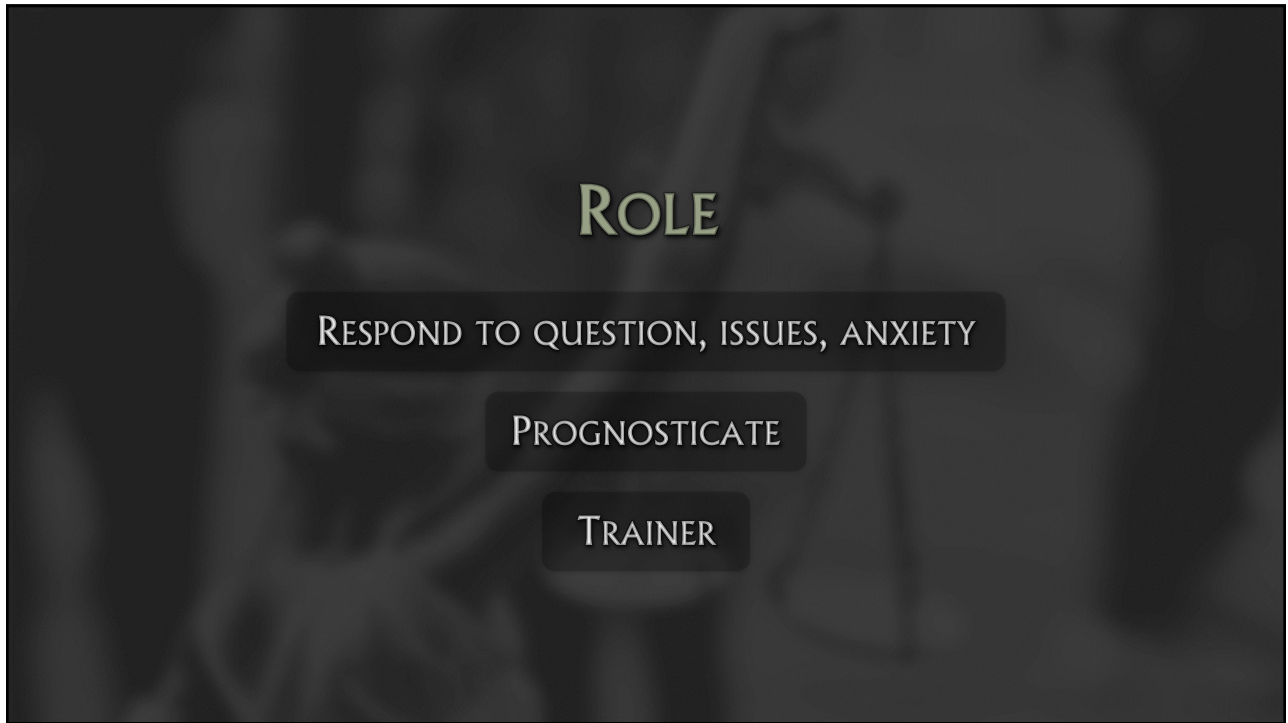 Role
Respond to question, issues, anxiety
Prognosticate
Trainer